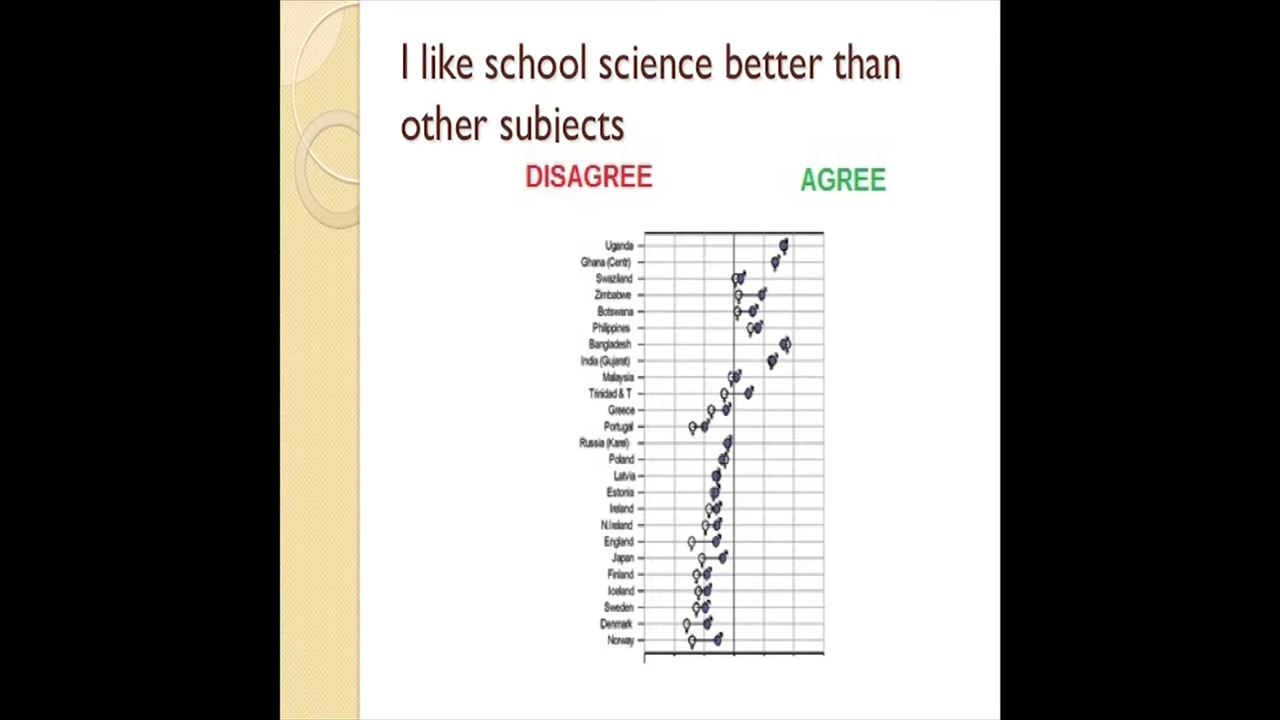 I like school science better than
other subjects
DISAGREE
AGREE
Uganda
Ghana (Centr)
Swaziland
Zimbabwe
Botswana
Philippines
Bangladesh
India (Gujarat)
Malaysia
Trinidad & T
Greece
Portugal
Russia (Karel)
Poland
Latvia
Estonia
Ireland
N.Ireland
England
Japan
Finland
Iceland
Sweden
Denmark
Norway